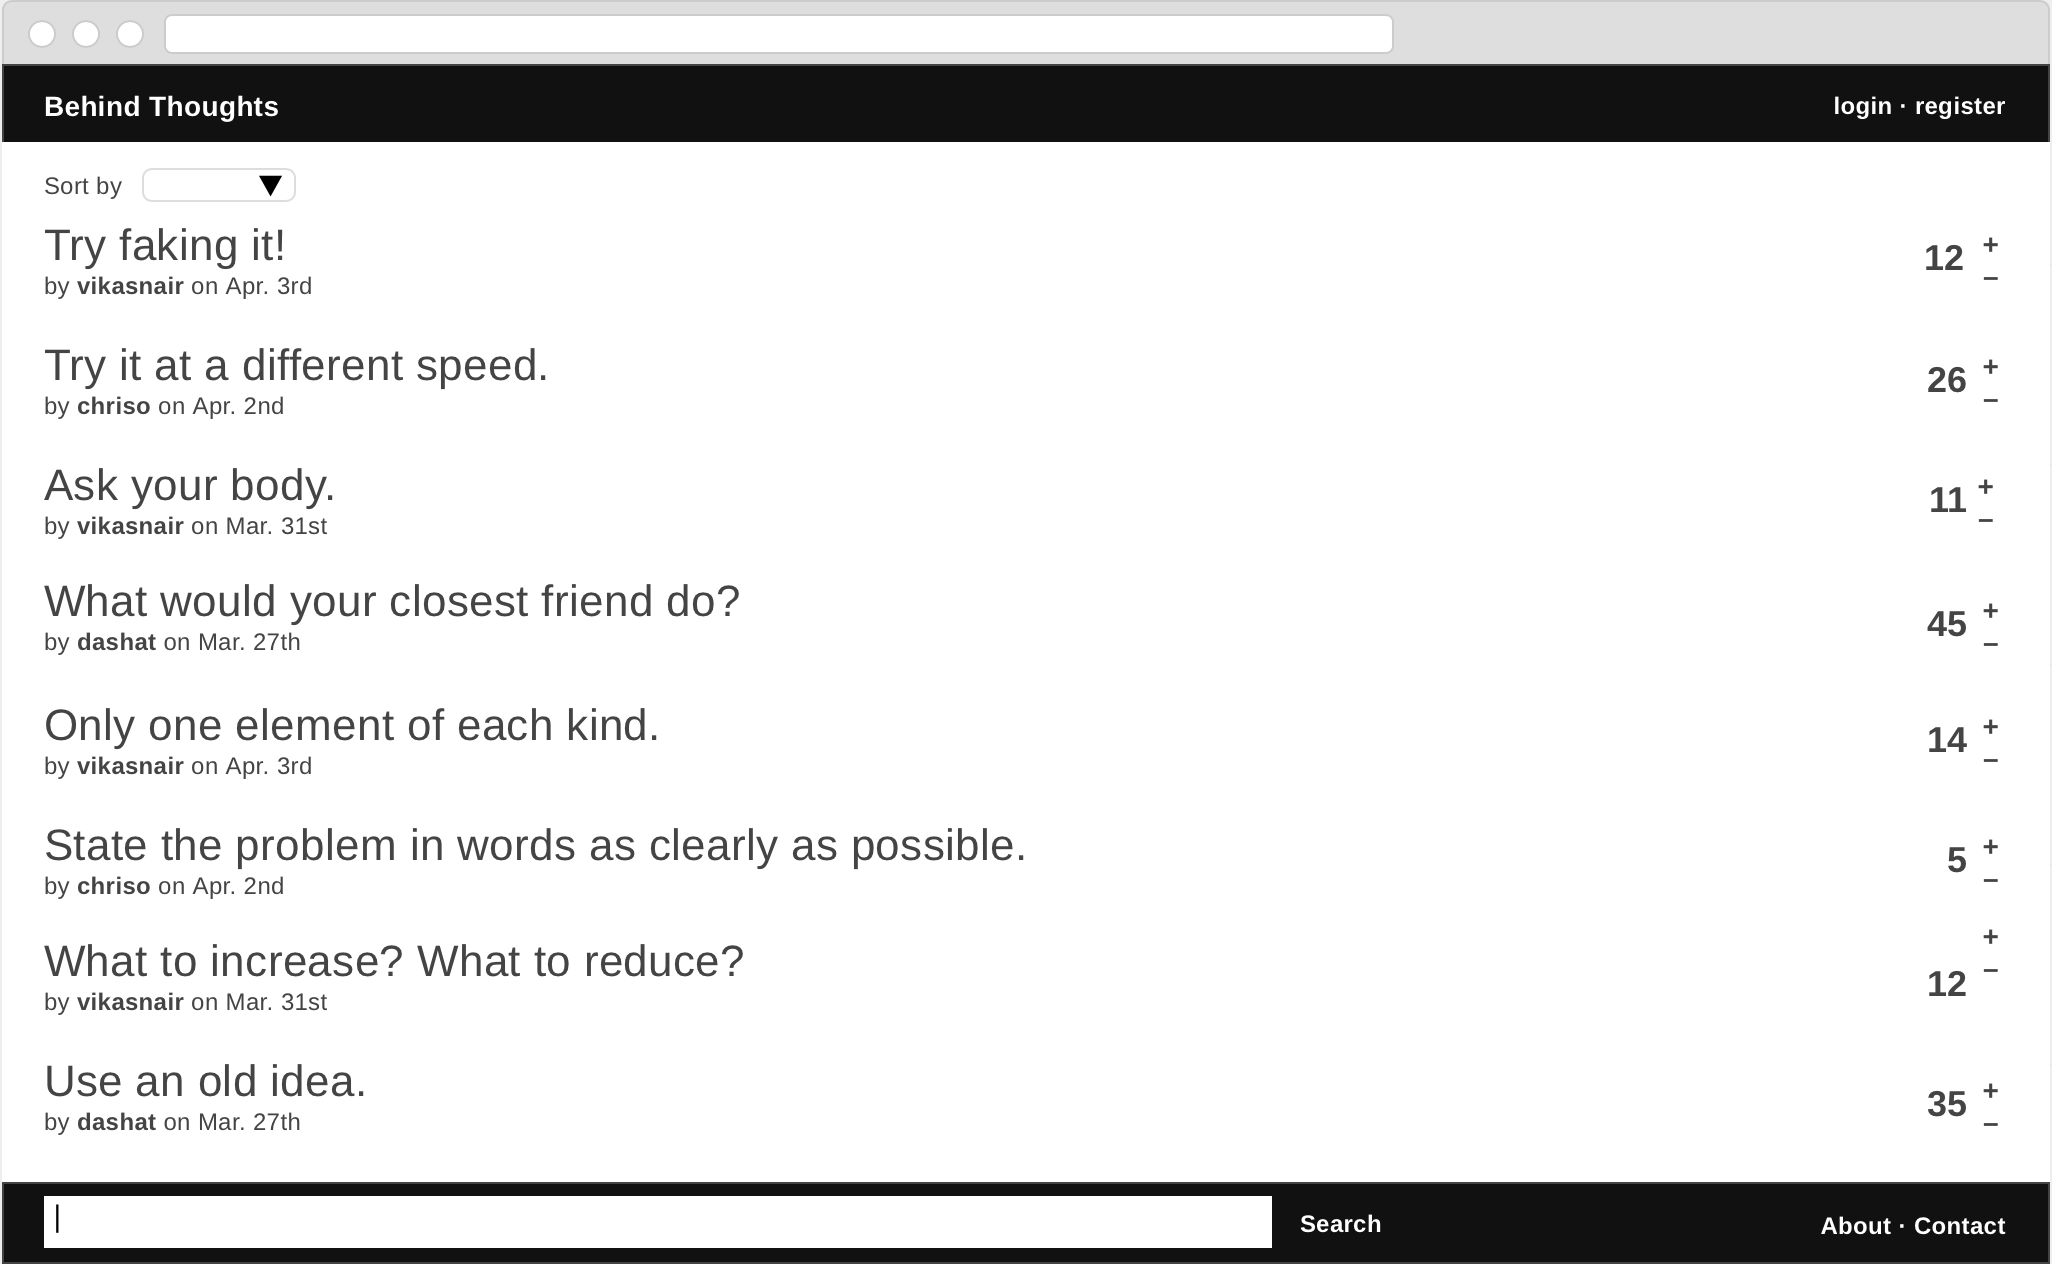 Behind Thoughts
login · register
Sort by
Try faking it!
by vikasnair on Apr. 3rd
12 +
–
Try it at a different speed.
by chriso on Apr. 2nd
26 +
–
Ask your body.
by vikasnair on Mar. 31st
11 +
–
What would your closest friend do?
by dashat on Mar. 27th
45 +
–
Only one element of each kind.
by vikasnair on Apr. 3rd
14 +
–
State the problem in words as clearly as possible.
by chriso on Apr. 2nd
5 +
–
What to increase? What to reduce?
by vikasnair on Mar. 31st
12 +
–
Use an old idea.
by dashat on Mar. 27th
35 +
–
Search
About · Contact